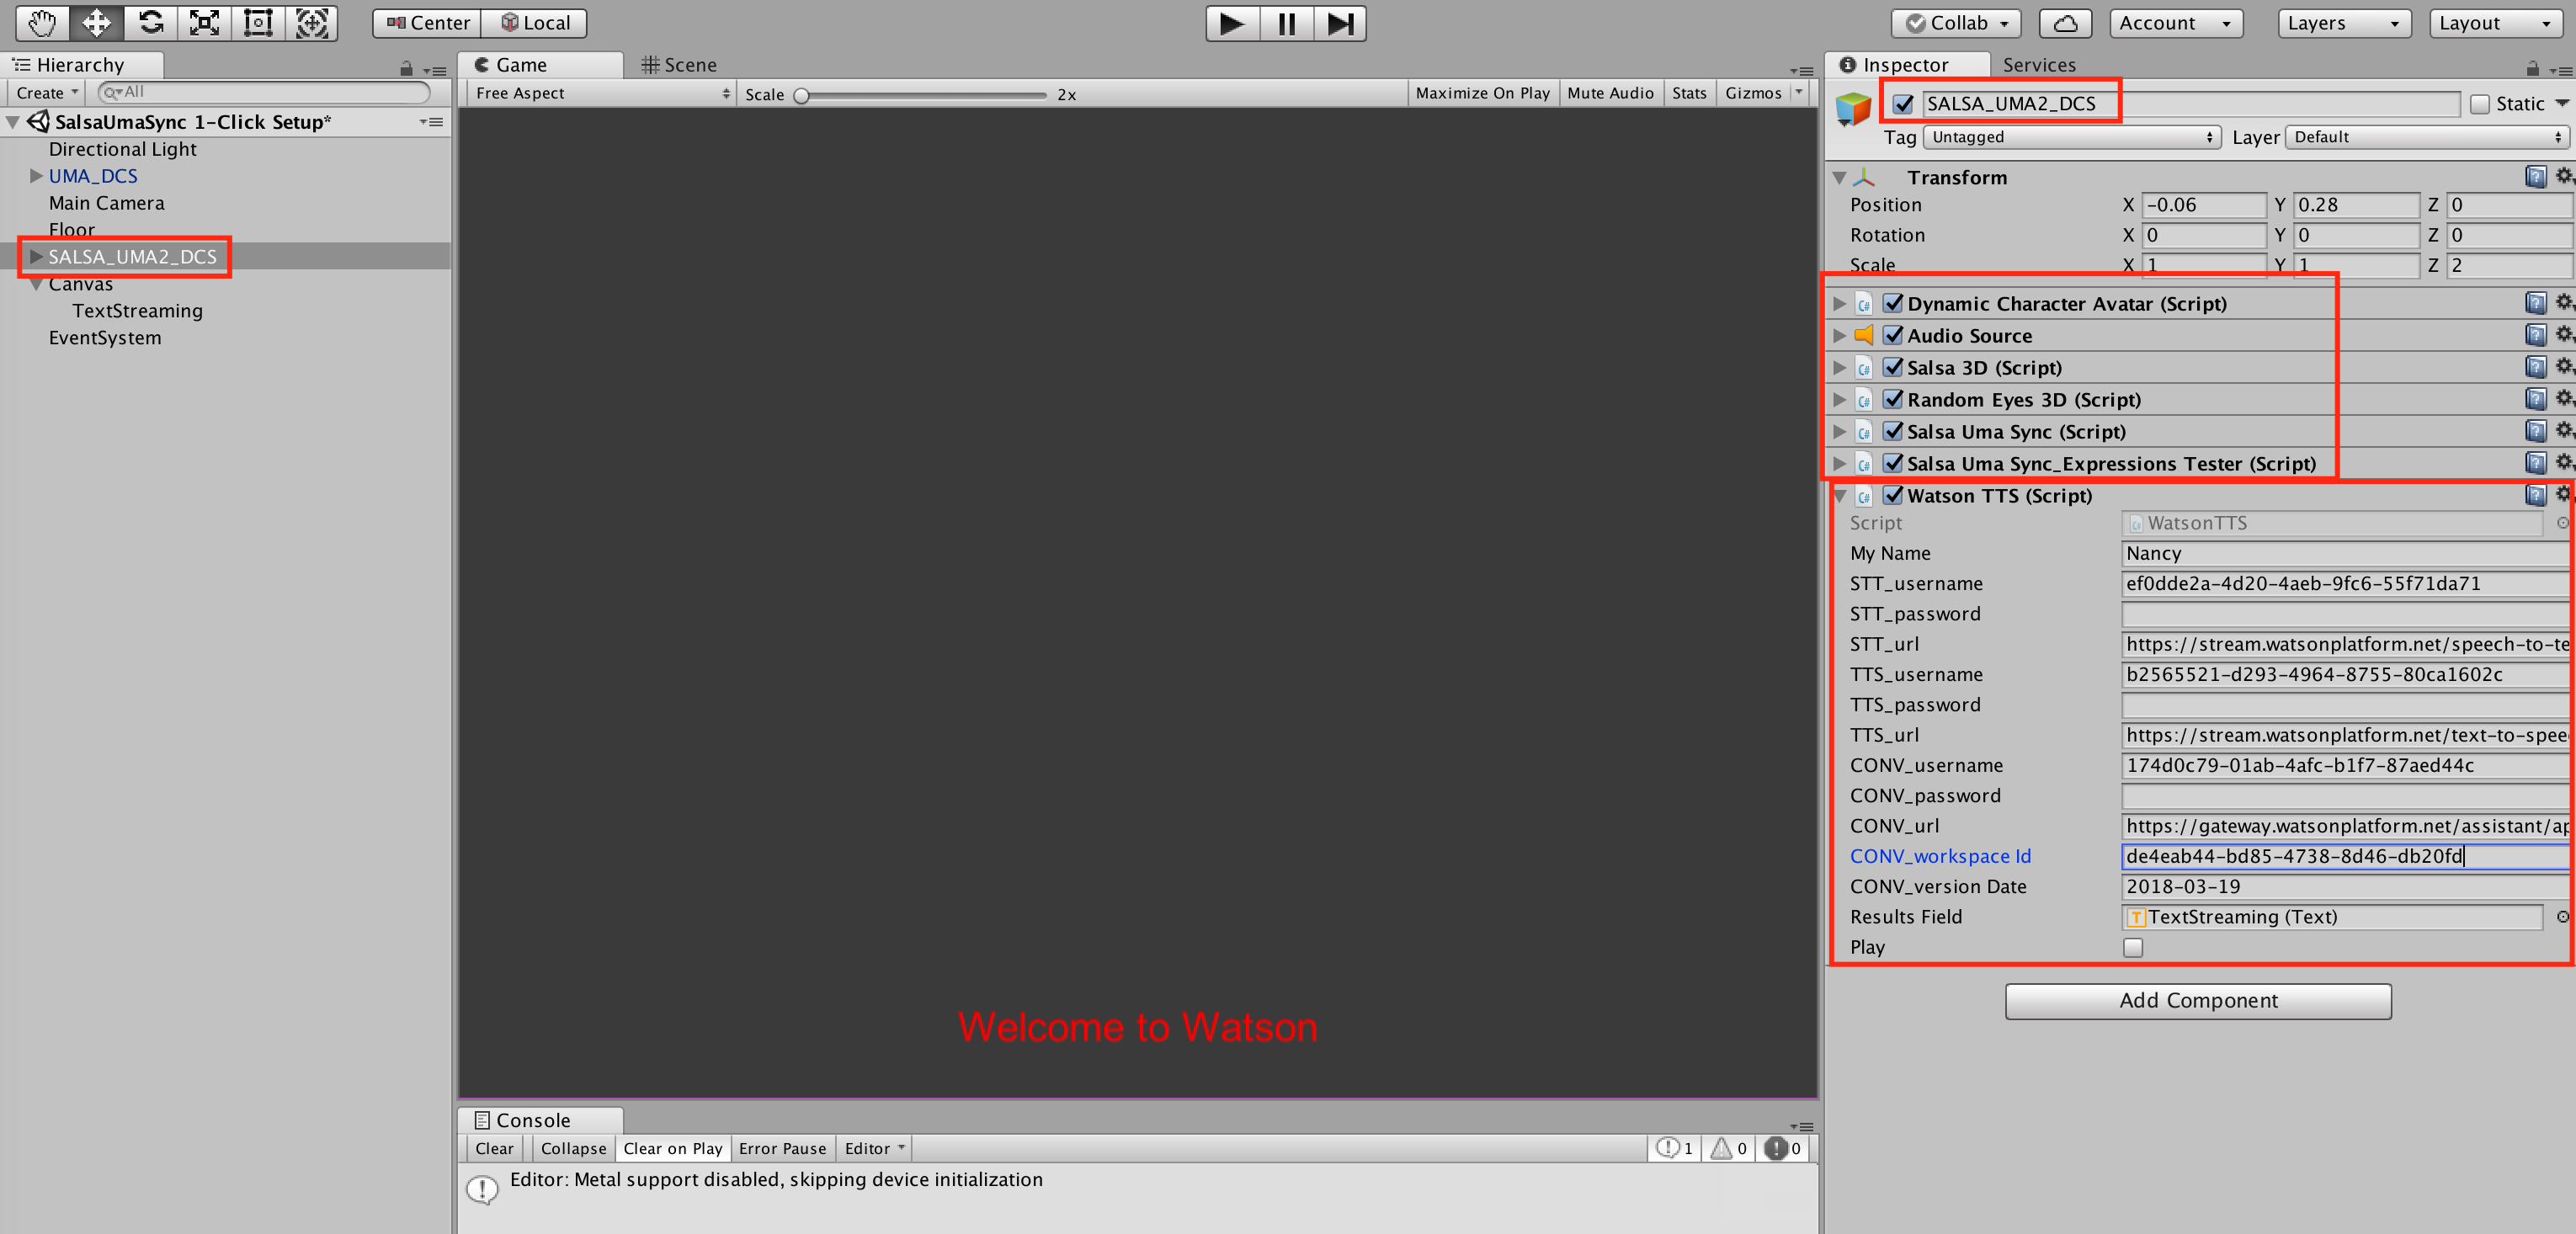 Center Local Collab Account Layers Layout
Hierarchy
Create All
SalsaUmaSync 1-Click Setup*
Directional Light
UMA_DCS
Main Camera
Floor
SALSA_UMA2_DCS
Canvas
TextStreaming
EventSystem
Game Scene
Free Aspect Scale 2x Maximize On Play Mute Audio Stats Gizmos
Welcome to Watson
Console
Clear Collapse Clear on Play Error Pause Editor 1 0 0
Editor: Metal support disabled, skipping device initialization
Inspector Services
SALSA_UMA2_DCS Static
Tag Untagged Layer Default
Transform
Position X -0.06 Y 0.28 Z 0
Rotation X 0 Y 0 Z 0
Scale X 1 Y 1 Z 2
Dynamic Character Avatar (Script)
Audio Source
Salsa 3D (Script)
Random Eyes 3D (Script)
Salsa Uma Sync (Script)
Salsa Uma Sync_Expressions Tester (Script)
Watson TTS (Script)
Script WatsonTTS
My Name Nancy
STT_username ef0dde2a-4d20-4aeb-9fc6-55f71da71
STT_password
STT_url https://stream.watsonplatform.net/speech-to-te
TTS_username b2565521-d293-4964-8755-80ca1602c
TTS_password
TTS_url https://stream.watsonplatform.net/text-to-spee
CONV_username 174d0c79-01ab-4afc-b1f7-87aed44c
CONV_password
CONV_url https://gateway.watsonplatform.net/assistant/ap
CONV_workspace Id de4eab44-bd85-4738-8d46-db20fd
CONV_version Date 2018-03-19
Results Field TextStreaming (Text)
Play
Add Component